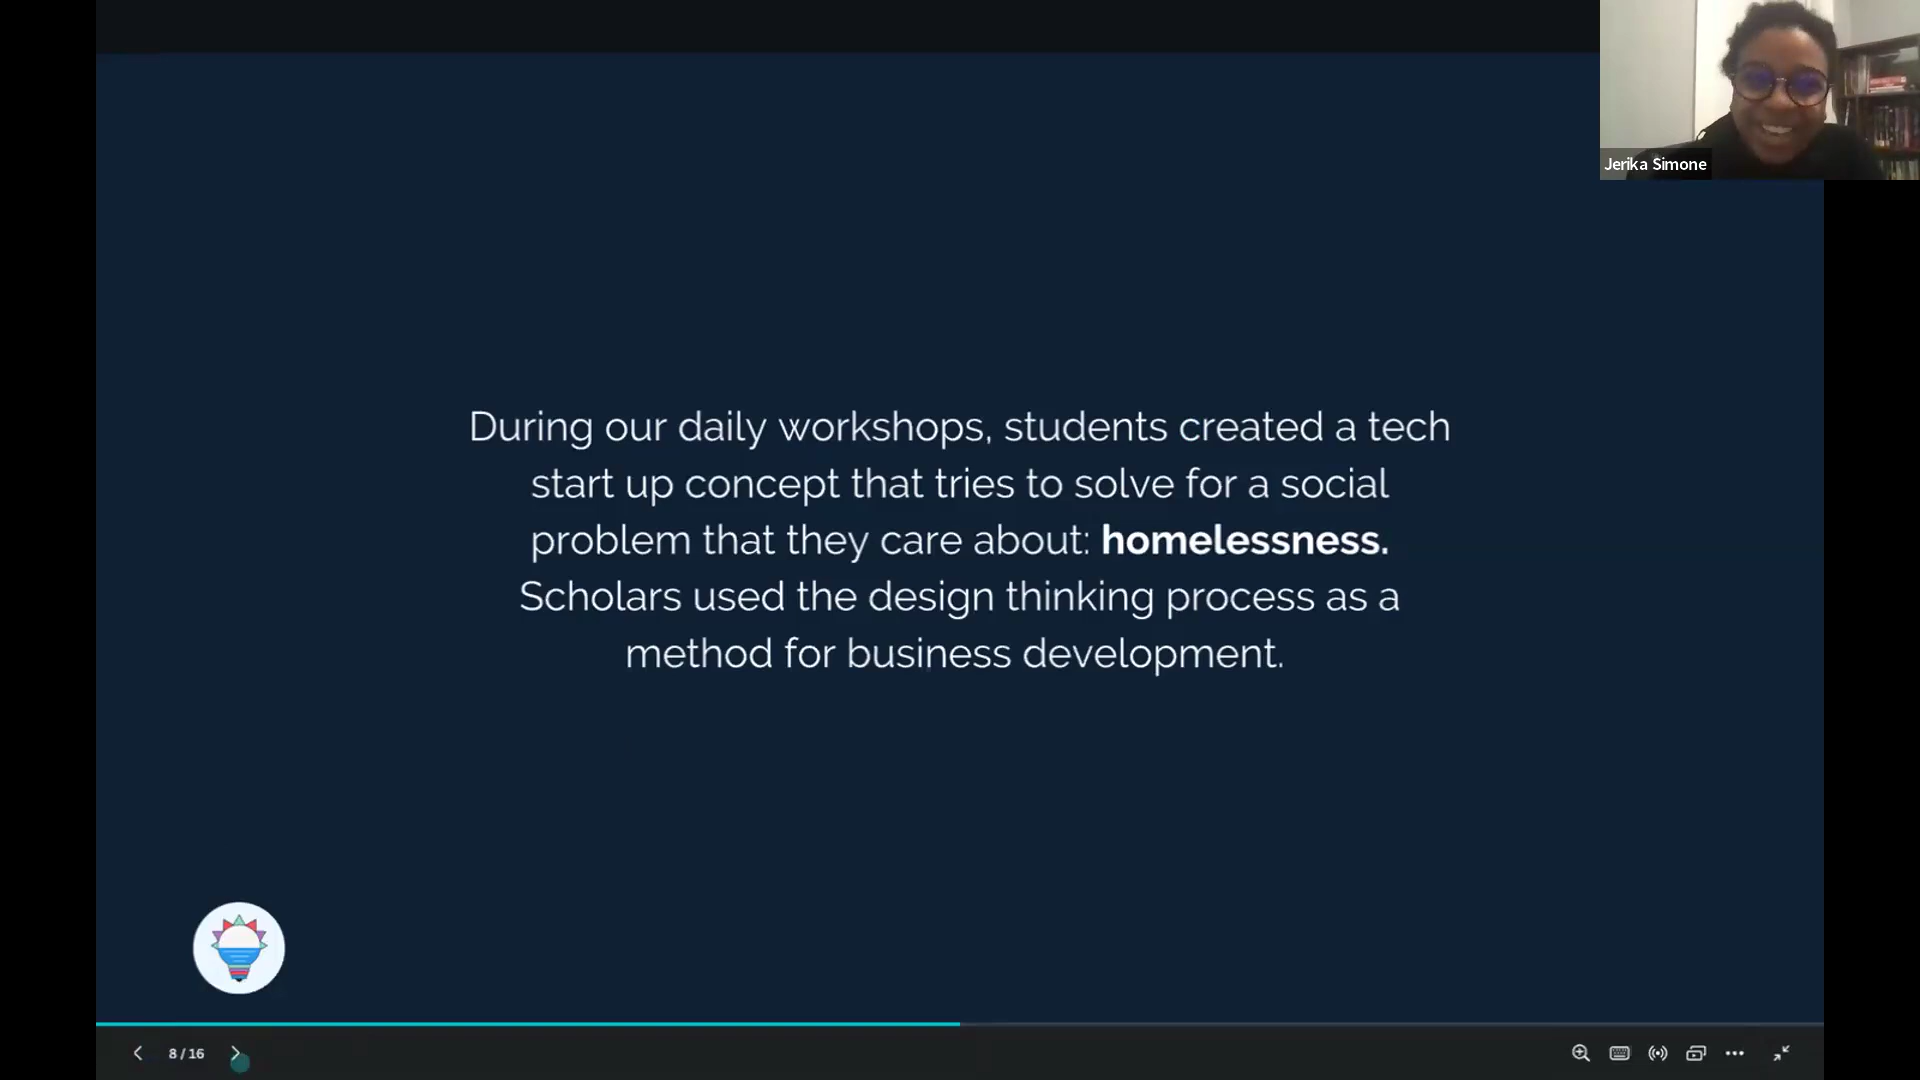 Jerika Simone
During our daily workshops, students created a tech
start up concept that tries to solve for a social
problem that they care about: homelessness.
Scholars used the design thinking process as a
method for business development.
8 / 16